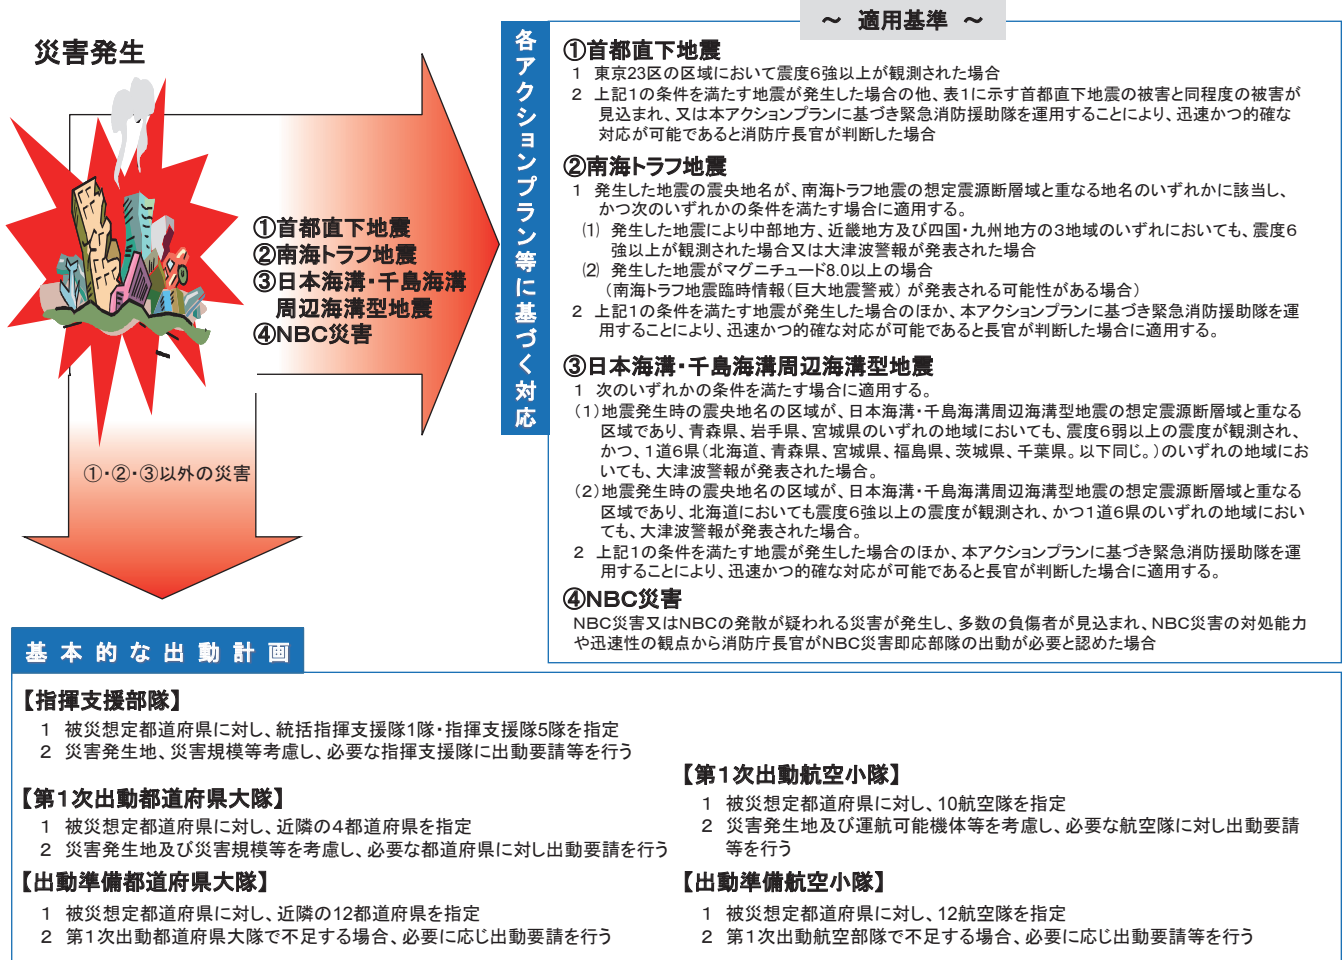 災害発生
①首都直下地震
②南海トラフ地震
③日本海溝・千島海溝
周辺海溝型地震
④NBC災害
①・②・③以外の災害
各アクションプラン等に基づく対応
～ 適用基準 ～
①首都直下地震
1 東京23区の区域において震度6強以上が観測された場合
2 上記1の条件を満たす地震が発生した場合の他、表1に示す首都直下地震の被害と同程度の被害が
見込まれ、又は本アクションプランに基づき緊急消防援助隊を運用することにより、迅速かつ的確な
対応が可能であると消防庁長官が判断した場合
②南海トラフ地震
1 発生した地震の震央地名が、南海トラフ地震の想定震源断層域と重なる地名のいずれかに該当し、
かつ次のいずれかの条件を満たす場合に適用する。
⑴ 発生した地震により中部地方、近畿地方及び四国・九州地方の3地域のいずれにおいても、震度6
強以上が観測された場合又は大津波警報が発表された場合
⑵ 発生した地震がマグニチュード8.0以上の場合
（南海トラフ地震臨時情報（巨大地震警戒）が発表される可能性がある場合）
2 上記1の条件を満たす地震が発生した場合のほか、本アクションプランに基づき緊急消防援助隊を運
用することにより、迅速かつ的確な対応が可能であると長官が判断した場合に適用する。
③日本海溝・千島海溝周辺海溝型地震
1 次のいずれかの条件を満たす場合に適用する。
（1）地震発生時の震央地名の区域が、日本海溝・千島海溝周辺海溝型地震の想定震源断層域と重なる
区域であり、青森県、岩手県、宮城県のいずれの地域においても、震度6弱以上の震度が観測され、
かつ、1道6県（北海道、青森県、宮城県、福島県、茨城県、千葉県。以下同じ。）のいずれの地域にお
いても、大津波警報が発表された場合。
（2）地震発生時の震央地名の区域が、日本海溝・千島海溝周辺海溝型地震の想定震源断層域と重なる
区域であり、北海道においても震度6強以上の震度が観測され、かつ1道6県のいずれの地域におい
ても、大津波警報が発表された場合。
2 上記1の条件を満たす地震が発生した場合のほか、本アクションプランに基づき緊急消防援助隊を運
用することにより、迅速かつ的確な対応が可能であると長官が判断した場合に適用する。
④NBC災害
NBC災害又はNBCの発散が疑われる災害が発生し、多数の負傷者が見込まれ、NBC災害の対処能力
や迅速性の観点から消防庁長官がNBC災害即応部隊の出動が必要と認めた場合
基本的な出動計画
【指揮支援部隊】
1 被災想定都道府県に対し、統括指揮支援隊1隊・指揮支援隊5隊を指定
2 災害発生地、災害規模等考慮し、必要な指揮支援隊に出動要請等を行う
【第1次出動都道府県大隊】
1 被災想定都道府県に対し、近隣の4都道府県を指定
2 災害発生地及び災害規模等を考慮し、必要な都道府県に対し出動要請を行う
【出動準備都道府県大隊】
1 被災想定都道府県に対し、近隣の12都道府県を指定
2 第1次出動都道府県大隊で不足する場合、必要に応じ出動要請を行う
【第1次出動航空小隊】
1 被災想定都道府県に対し、10航空隊を指定
2 災害発生地及び運航可能機体等を考慮し、必要な航空隊に対し出動要請
等を行う
【出動準備航空小隊】
1 被災想定都道府県に対し、12航空隊を指定
2 第1次出動航空部隊で不足する場合、必要に応じ出動要請等を行う